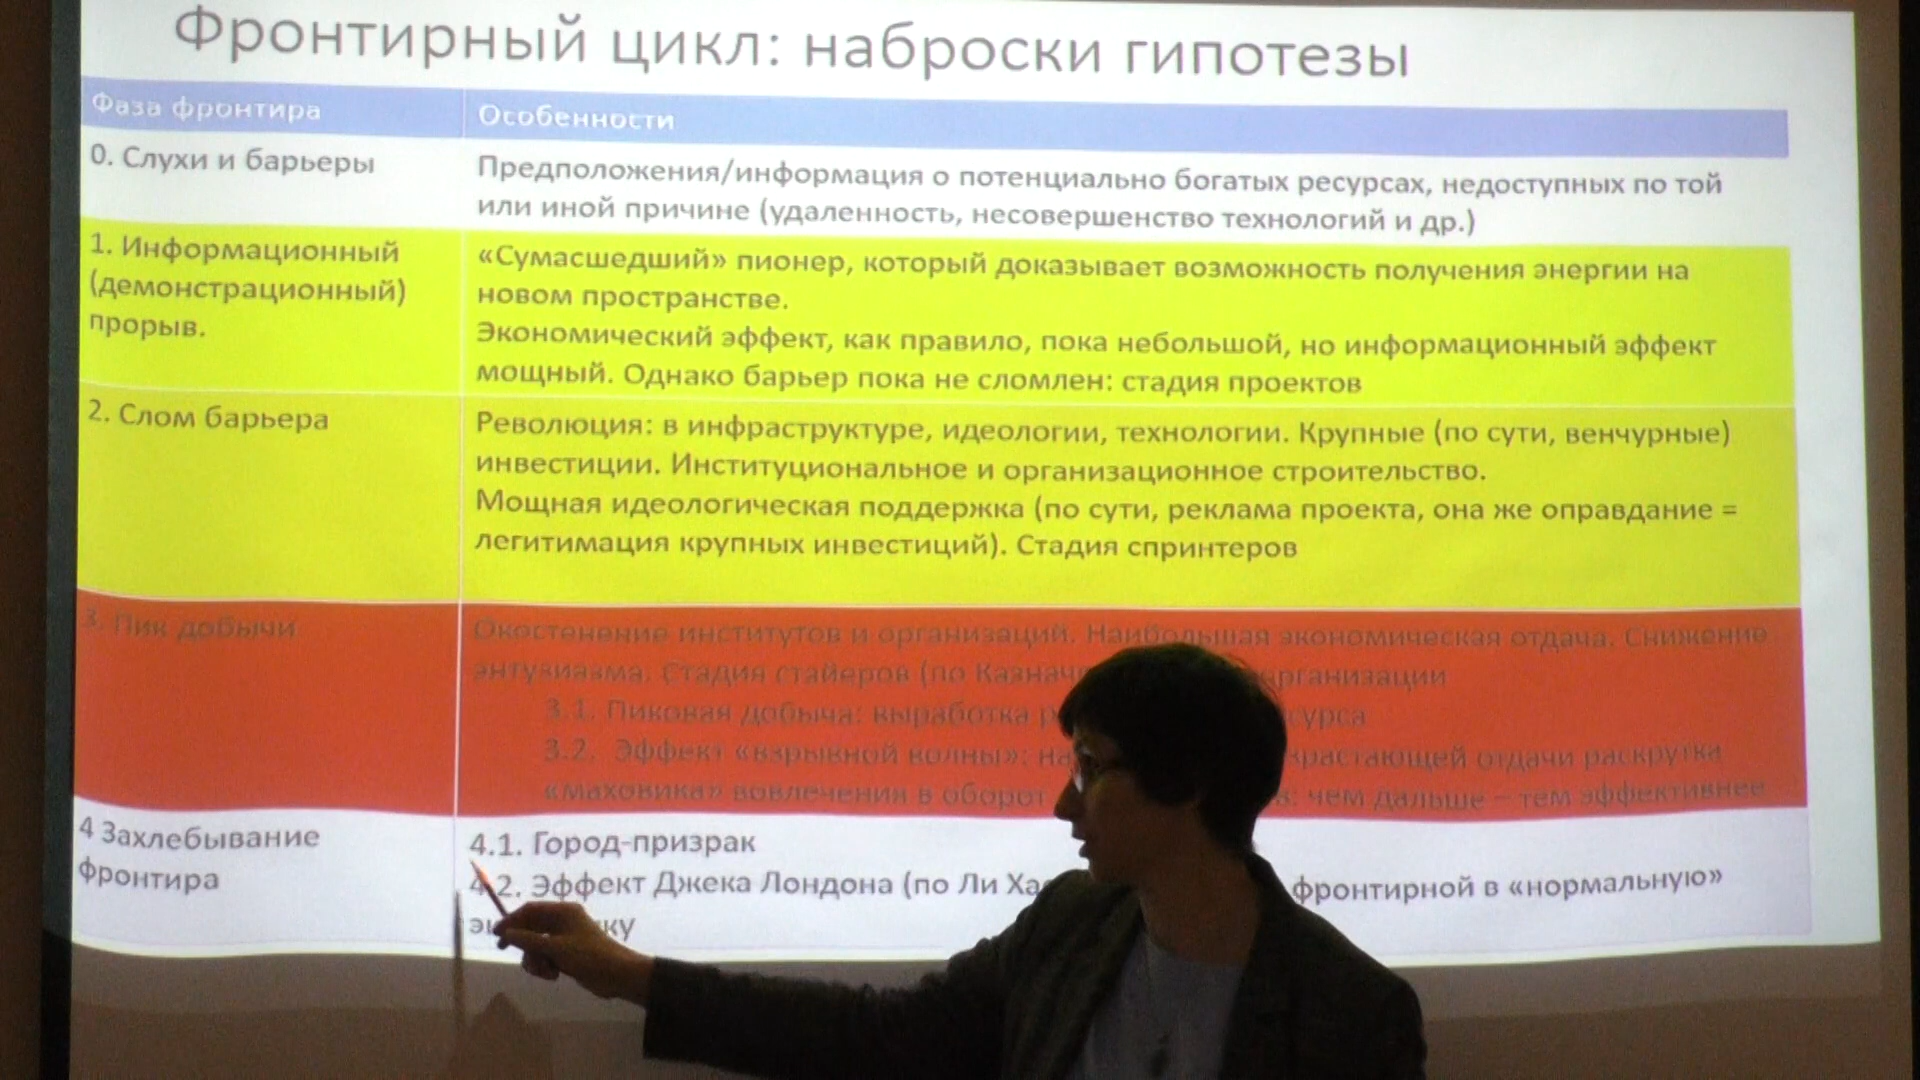 Фронтирный цикл: наброски гипотезы
Фаза фронтира
Особенности
0. Слухи и барьеры
Предположения/информация о потенциально богатых ресурсах, недоступных по той
или иной причине (удаленность, несовершенство технологий и др.)
1. Информационный
(демонстрационный)
прорыв.
«Сумасшедший» пионер, который доказывает возможность получения энергии на
новом пространстве.
Экономический эффект, как правило, пока небольшой, но информационный эффект
мощный. Однако барьер пока не сломлен: стадия проектов
2. Слом барьера
Революция: в инфраструктуре, идеологии, технологии. Крупные (по сути, венчурные)
инвестиции. Институциональное и организационное строительство.
Мощная идеологическая поддержка (по сути, реклама проекта, она же оправдание =
легитимация крупных инвестиций). Стадия спринтеров
3. Пик добычи
Окостенение институтов и организаций. Наибольшая экономическая отдача. Снижение
энтузиазма. Стадия стайеров (по
3.1. Пиковая добыча: выработка
3.2. Эффект «взрывной волны»: отдачи раскрутка
«маховика» вовлечения в оборот чем дальше – тем эффективнее
4 Захлебывание
фронтира
4.1. Город-призрак
4.2. Эффект Джека Лондона (по Ли фронтирной в «нормальную»